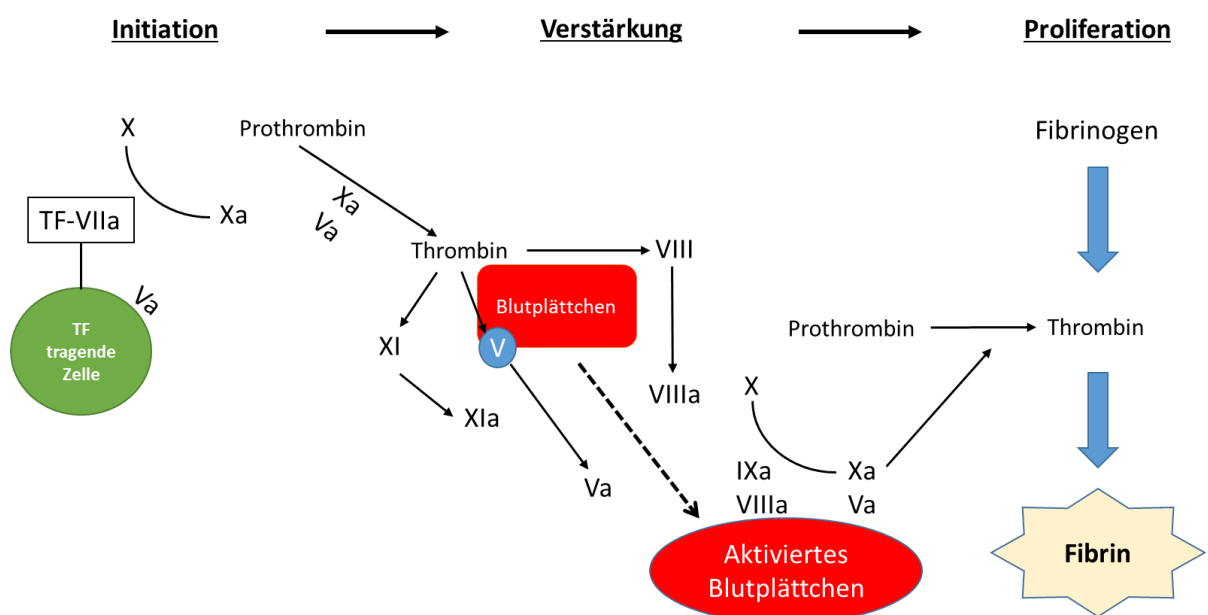 Initiation
Verstärkung
Proliferation
X
Prothrombin
Fibrinogen
TF-VIIa
Xa
Xa
Va
Va
Thrombin
VIII
Blutplättchen
TF
tragende
Zelle
XI
V
Prothrombin
Thrombin
XIa
VIIIa
X
Va
IXa
Xa
VIIIa
Va
Aktiviertes
Blutplättchen
Fibrin